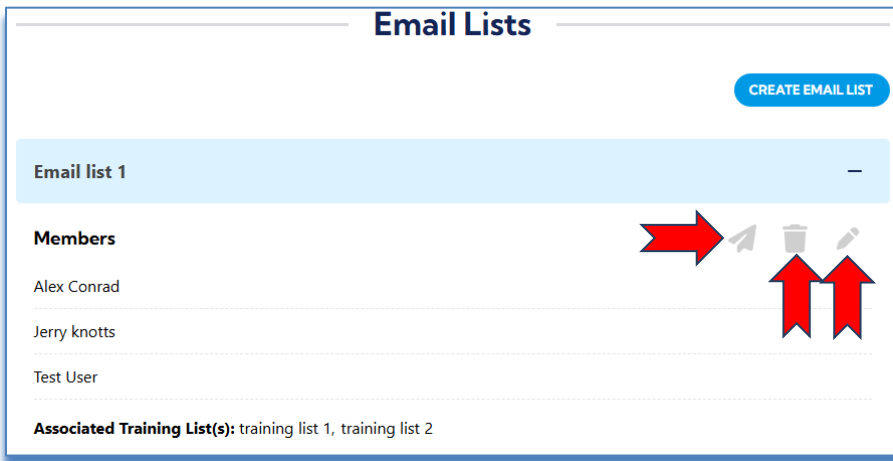 Email Lists
CREATE EMAIL LIST
Email list 1
Members
Alex Conrad
Jerry knotts
Test User
Associated Training List(s): training list 1, training list 2